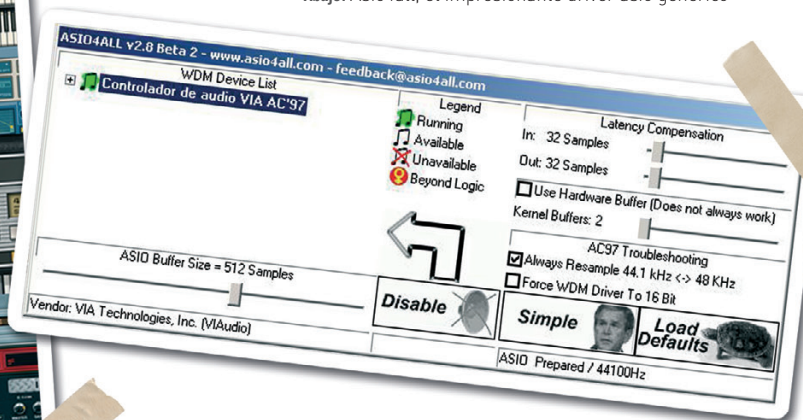 Asio4all, el impresionante driver asio genérico
ASIO4ALL v2.8 Beta 2 - www.asio4all.com - feedback@asio4all.com
WDM Device List
Controlador de audio VIA AC'97
Legend
Running
Available
Unavailable
Beyond Logic
Latency Compensation
In: 32 Samples
Out: 32 Samples
Use Hardware Buffer (Does not always work)
Kernel Buffers: 2
AC97 Troubleshooting
Always Resample 44.1 kHz <-> 48 KHz
Force WDM Driver To 16 Bit
ASIO Buffer Size = 512 Samples
Disable
Simple
Load
Defaults
Vendor: VIA Technologies, Inc. (VIAudio)
ASIO Prepared / 44100Hz